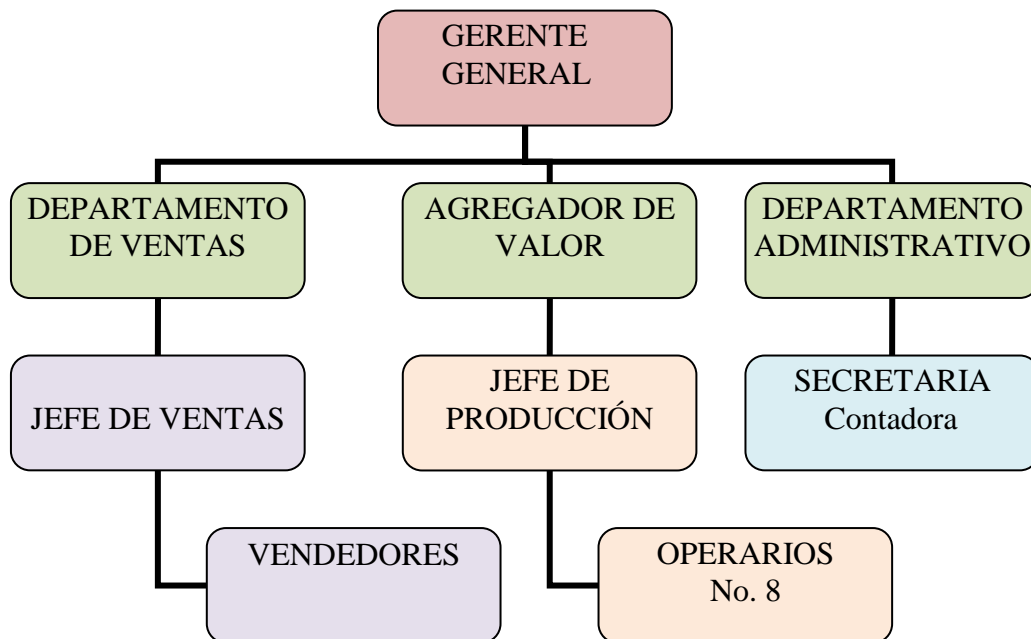 GERENTE
GENERAL
DEPARTAMENTO
DE VENTAS
AGREGADOR DE
VALOR
DEPARTAMENTO
ADMINISTRATIVO
JEFE DE VENTAS
JEFE DE
PRODUCCIÓN
SECRETARIA
Contadora
VENDEDORES
OPERARIOS
No. 8